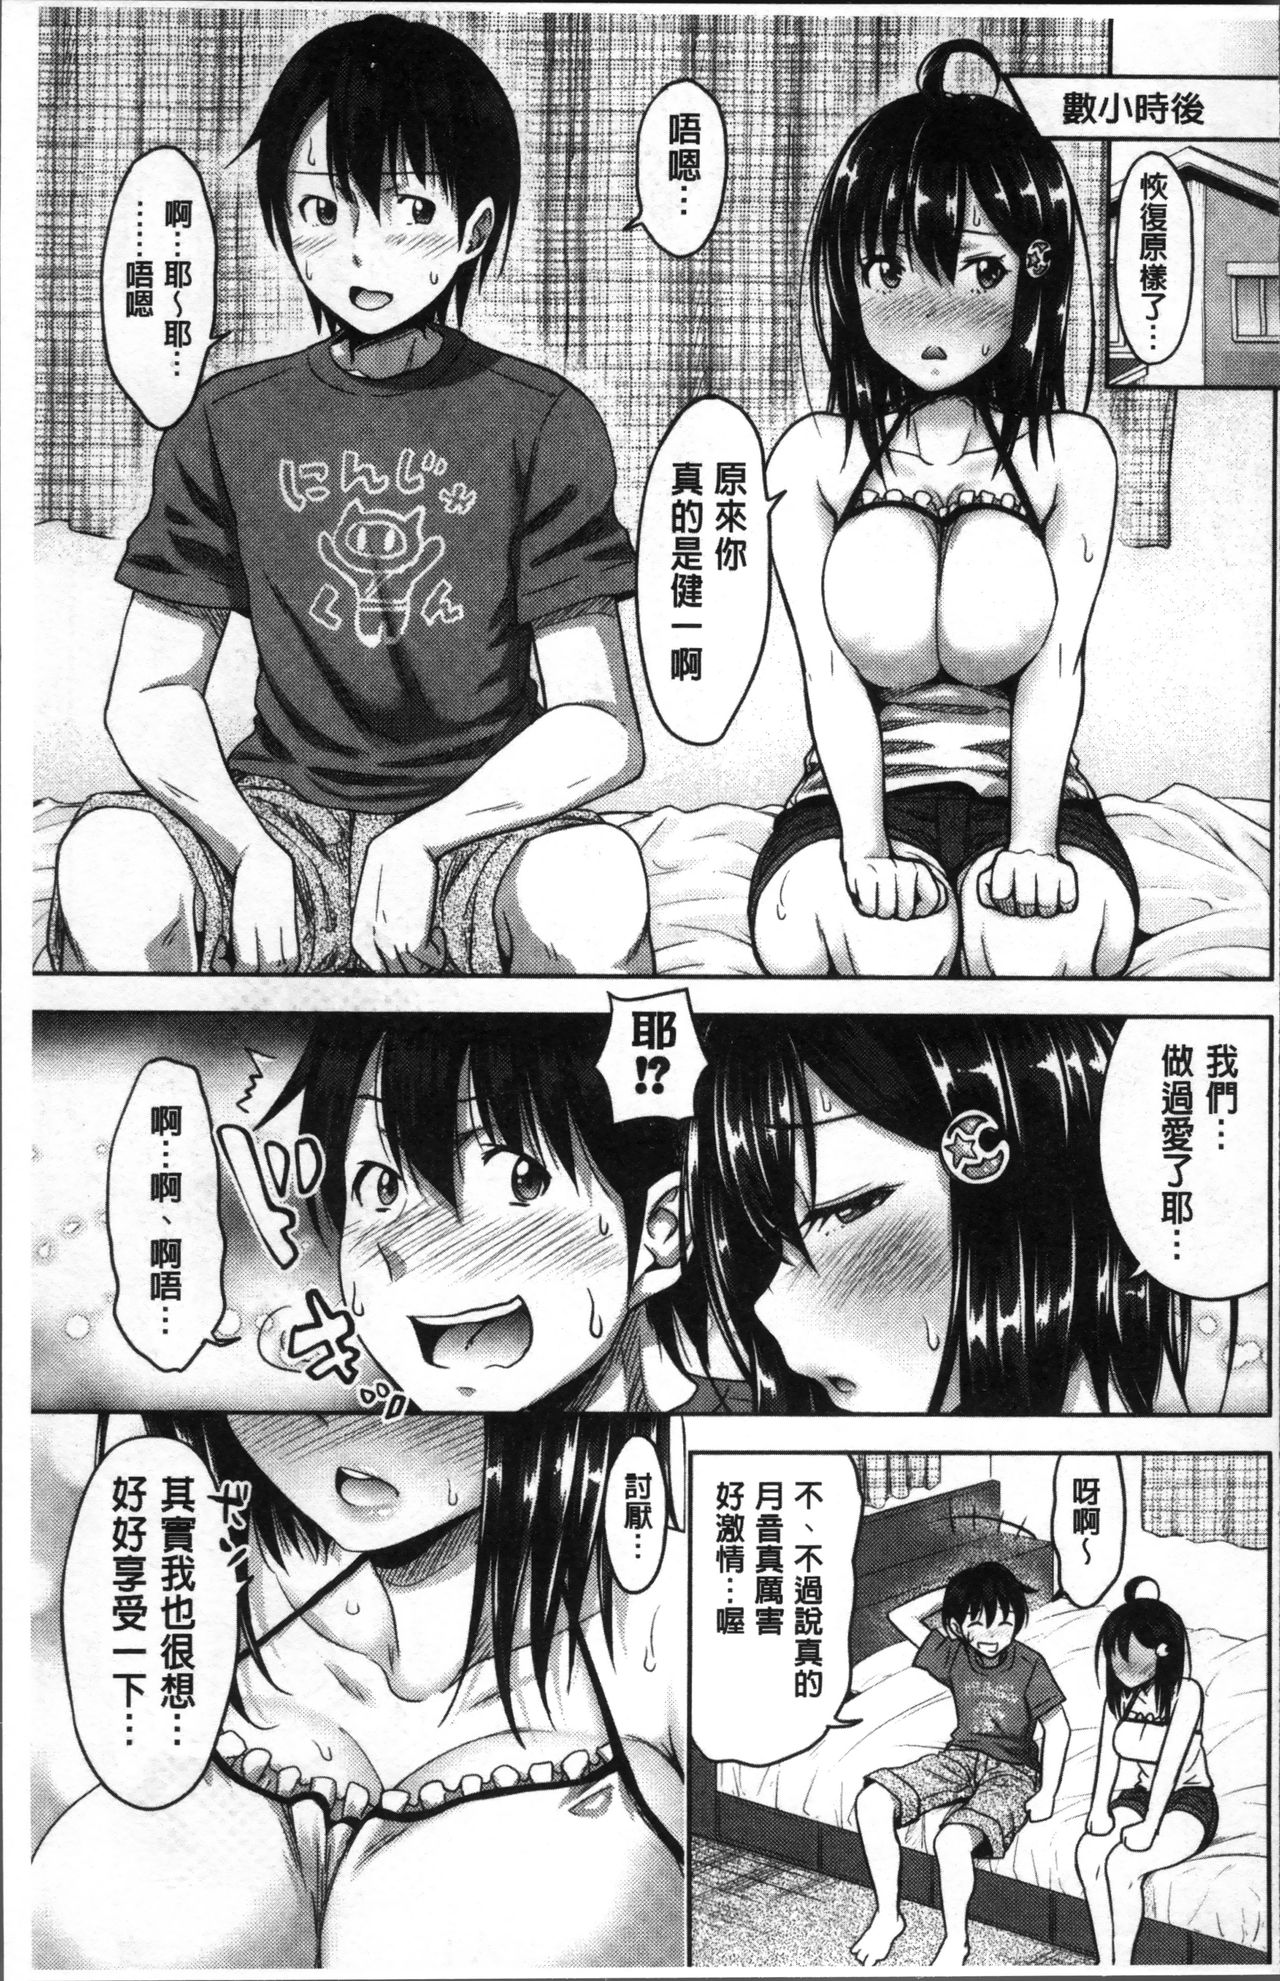 數小時後
恢復原樣了…
唔嗯…
原來你
真的是健一啊
啊…耶～耶…
……唔嗯
にんじゃ
くん
我們…
做過愛了耶…
耶!?
啊…啊、啊唔…
呀啊～
不、不過說真的
月音真厲害
好激情…喔
討厭…
其實我也很想…
好好享受一下…